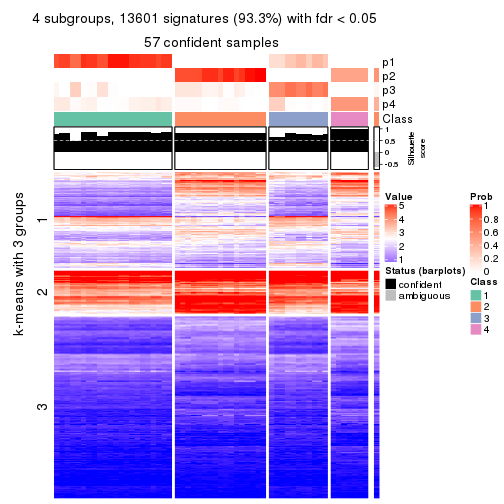 4 subgroups, 13601 signatures (93.3%) with fdr < 0.05
57 confident samples
p1
p2
p3
p4
Class
1
0.5
0
-0.5
Silhouette
score
k-means with 3 groups
1
2
3
Value
5
4
3
2
1
Status (barplots)
confident
ambiguous
Prob
1
0.8
0.6
0.4
0.2
0
Class
1
2
3
4